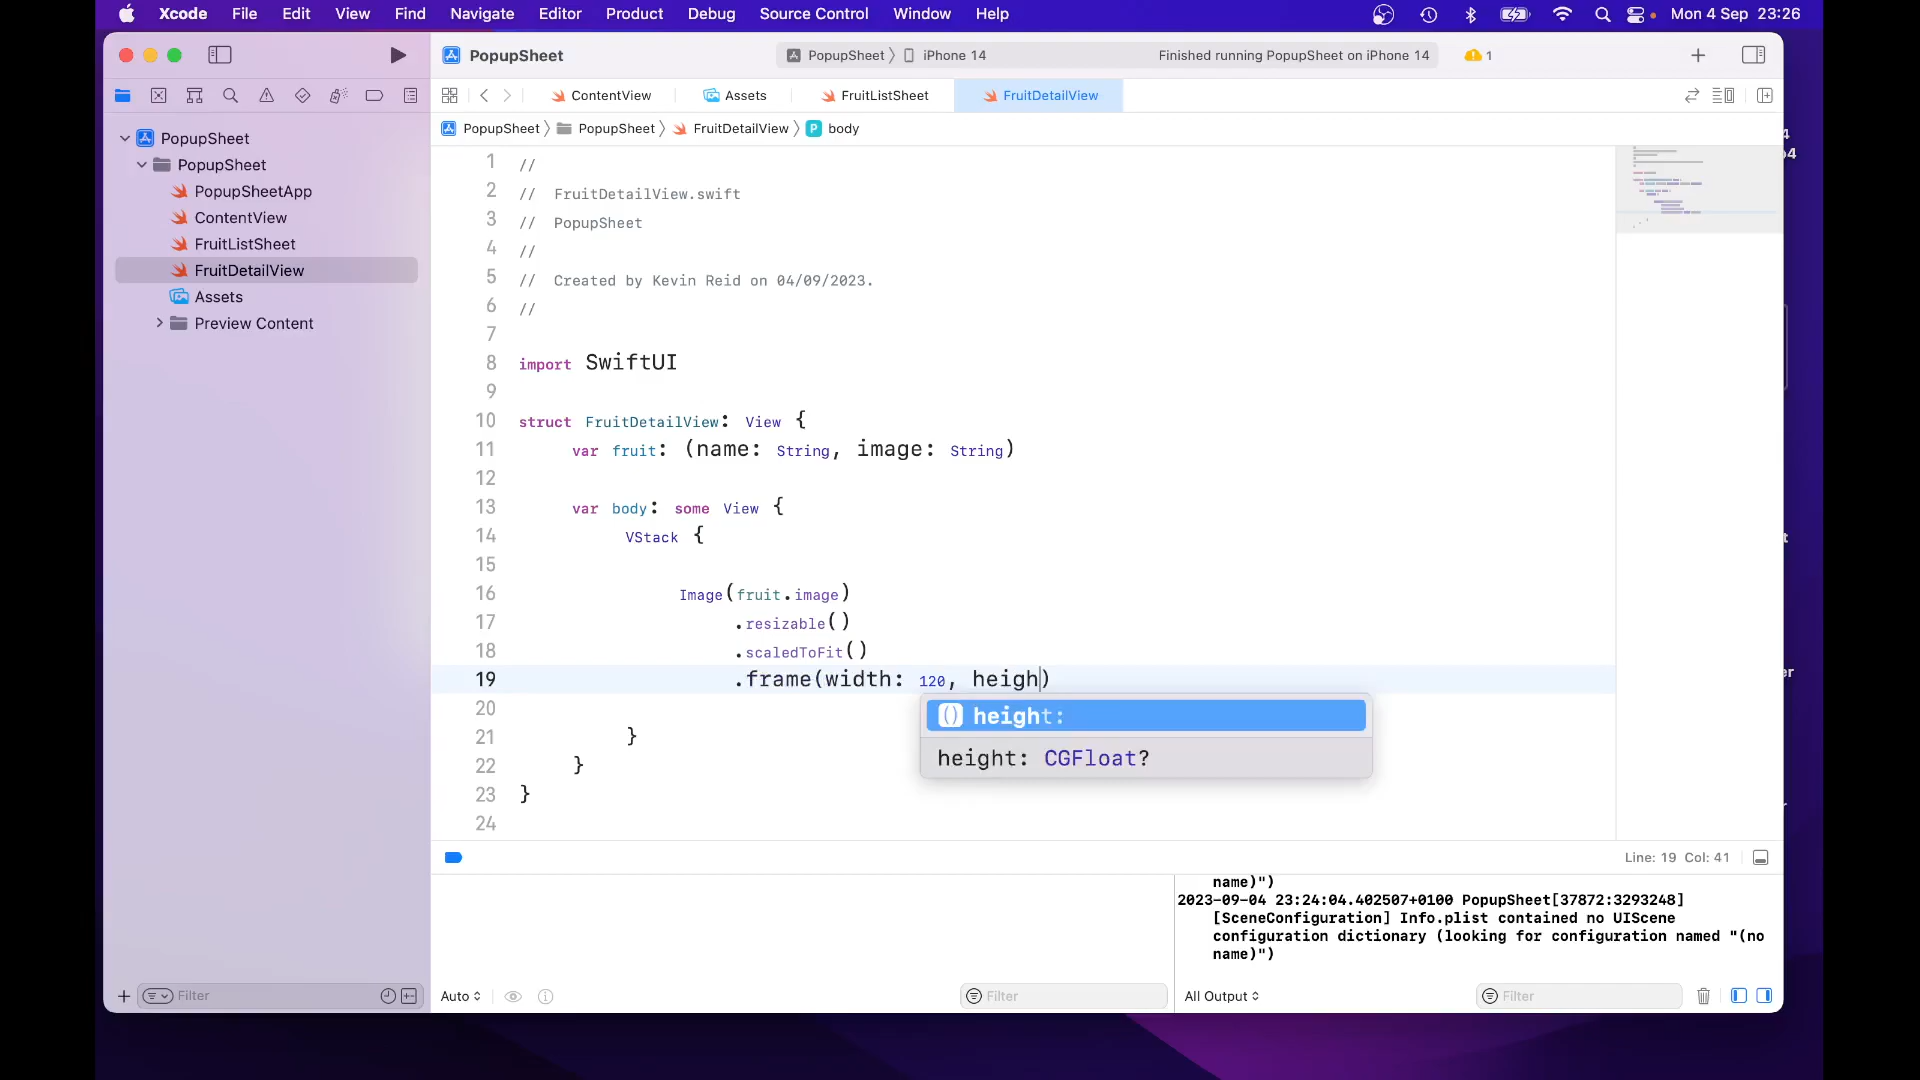 Xcode File Edit View Find Navigate Editor Product Debug Source Control Window Help Mon 4 Sep 23:26
PopupSheet PopupSheet iPhone 14 Finished running PopupSheet on iPhone 14 1
ContentView Assets FruitListSheet FruitDetailView
PopupSheet PopupSheet FruitDetailView P body
PopupSheet
PopupSheet
PopupSheetApp
ContentView
FruitListSheet
FruitDetailView
Assets
Preview Content
1 //
2 // FruitDetailView.swift
3 // PopupSheet
4 //
5 // Created by Kevin Reid on 04/09/2023.
6 //
7
8 import SwiftUI
9
10 struct FruitDetailView: View {
11 var fruit: (name: String, image: String)
12
13 var body: some View {
14 VStack {
15
16 Image(fruit.image)
17 .resizable()
18 .scaledToFit()
19 .frame(width: 120, heigh)
20
21 }
22 }
23 }
24
() height:
height: CGFloat?
Line: 19 Col: 41
name)")
2023-09-04 23:24:04.402507+0100 PopupSheet[37872:3293248]
[SceneConfiguration] Info.plist contained no UIScene
configuration dictionary (looking for configuration named "(no
name)")
Filter Auto Filter All Output Filter